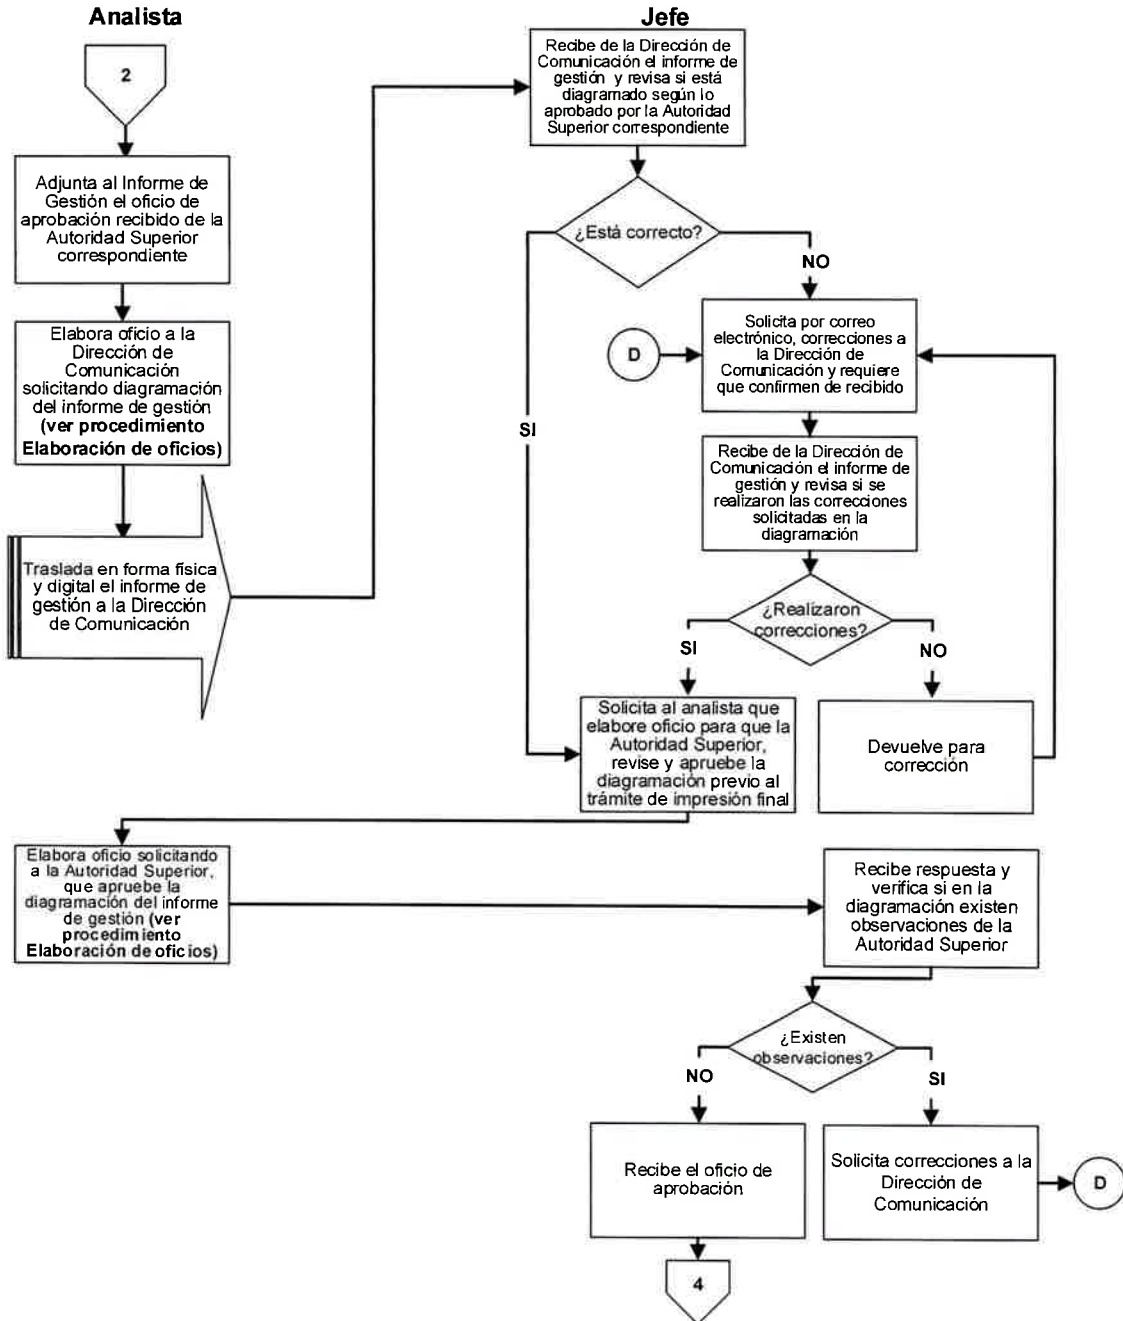 Analista
2
Adjunta al Informe de
Gestión el oficio de
aprobación recibido de la
Autoridad Superior
correspondiente
Elabora oficio a la
Dirección de
Comunicación
solicitando diagramación
del informe de gestión
(ver procedimiento
Elaboración de oficios)
Traslada en forma física
y digital el informe de
gestión a la Dirección
de Comunicación
Jefe
Recibe de la Dirección de
Comunicación el informe de
gestión y revisa si está
diagramado según lo
aprobado por la Autoridad
Superior correspondiente
¿Está correcto?
NO
SI
Solicita por correo
electrónico, correcciones a
la Dirección de
Comunicación y requiere
que confirmen de recibido
D
Recibe de la Dirección de
Comunicación el informe de
gestión y revisa si se
realizaron las correcciones
solicitadas en la
diagramación
¿Realizaron
correcciones?
SI
NO
Solicita al analista que
elabore oficio para que la
Autoridad Superior,
revise y apruebe la
diagramación previo al
trámite de impresión final
Devuelve para
corrección
Elabora oficio solicitando
a la Autoridad Superior,
que apruebe la
diagramación del informe
de gestión (ver
procedimiento
Elaboración de oficios)
Recibe respuesta y
verifica si en la
diagramación existen
observaciones de la
Autoridad Superior
¿Existen
observaciones?
NO
SI
Recibe el oficio de
aprobación
Solicita correcciones a la
Dirección de
Comunicación
D
4